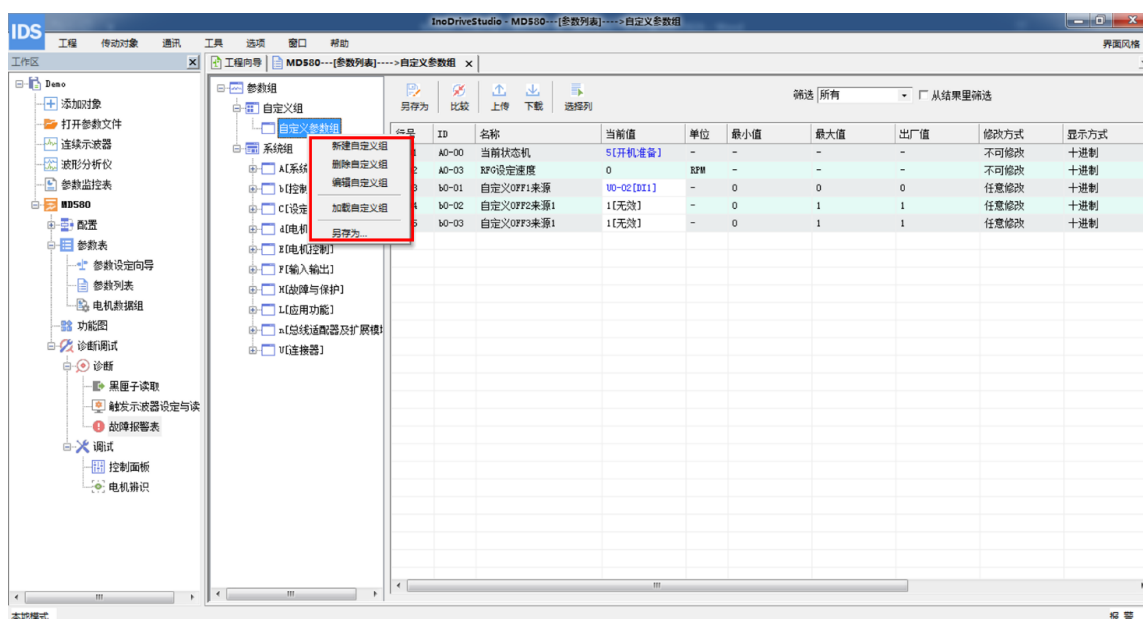 IDS
InoDriveStudio - MD580---[参数列表]---->自定义参数组
工程 传动对象 通讯 工具 选项 窗口 帮助 界面风格
工作区
工程向导 MD580---[参数列表]---->自定义参数组
Demo
添加对象
打开参数文件
连续示波器
波形分析仪
参数监控表
MD580
配置
参数表
参数设定向导
参数列表
电机数据组
功能图
诊断调试
诊断
黑匣子读取
触发示波器设定与读
故障报警表
调试
控制面板
电机辨识
参数组
自定义组
自定义参数组
系统组
A[系统
b[控制
C[设定
d[电机
E[电机控制]
F[输入输出]
H[故障与保护]
L[应用功能]
n[总线适配器及扩展模块
U[连接器]
新建自定义组
删除自定义组
编辑自定义组
加载自定义组
另存为...
另存为 比较 上传 下载 选择列
筛选 所有 从结果里筛选
行号 ID 名称 当前值 单位 最小值 最大值 出厂值 修改方式 显示方式
1 A0-00 当前状态机 5[开机准备] - - - - 不可修改 十进制
2 A0-03 RFG设定速度 0 RPM - - - 不可修改 十进制
3 b0-01 自定义OFF1来源 U0-02[DI1] - 0 0 0 任意修改 十进制
4 b0-02 自定义OFF2来源1 1[无效] - 0 1 1 任意修改 十进制
5 b0-03 自定义OFF3来源1 1[无效] - 0 1 1 任意修改 十进制
本地模式 报 警